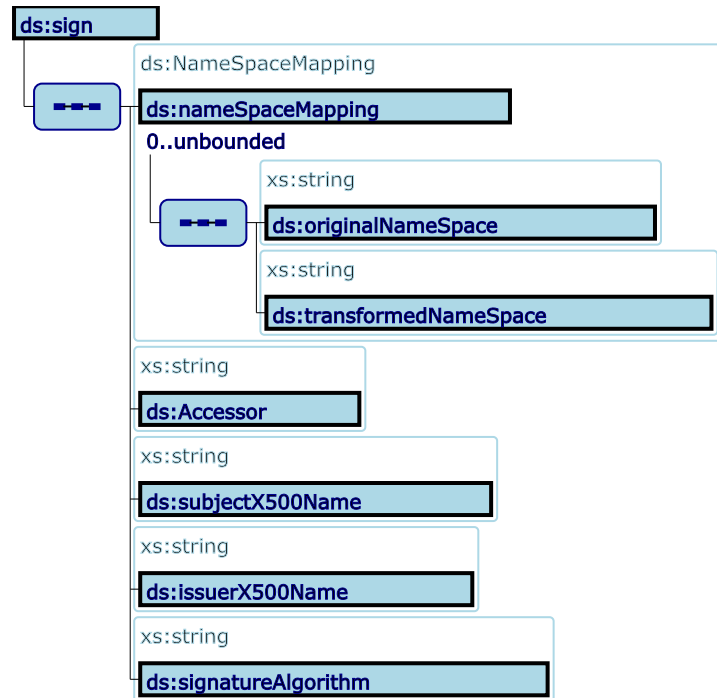 ds:sign
ds:NameSpaceMapping
ds:nameSpaceMapping
0..unbounded
xs:string
ds:originalNameSpace
xs:string
ds:transformedNameSpace
xs:string
ds:Accessor
xs:string
ds:subjectX500Name
xs:string
ds:issuerX500Name
xs:string
ds:signatureAlgorithm